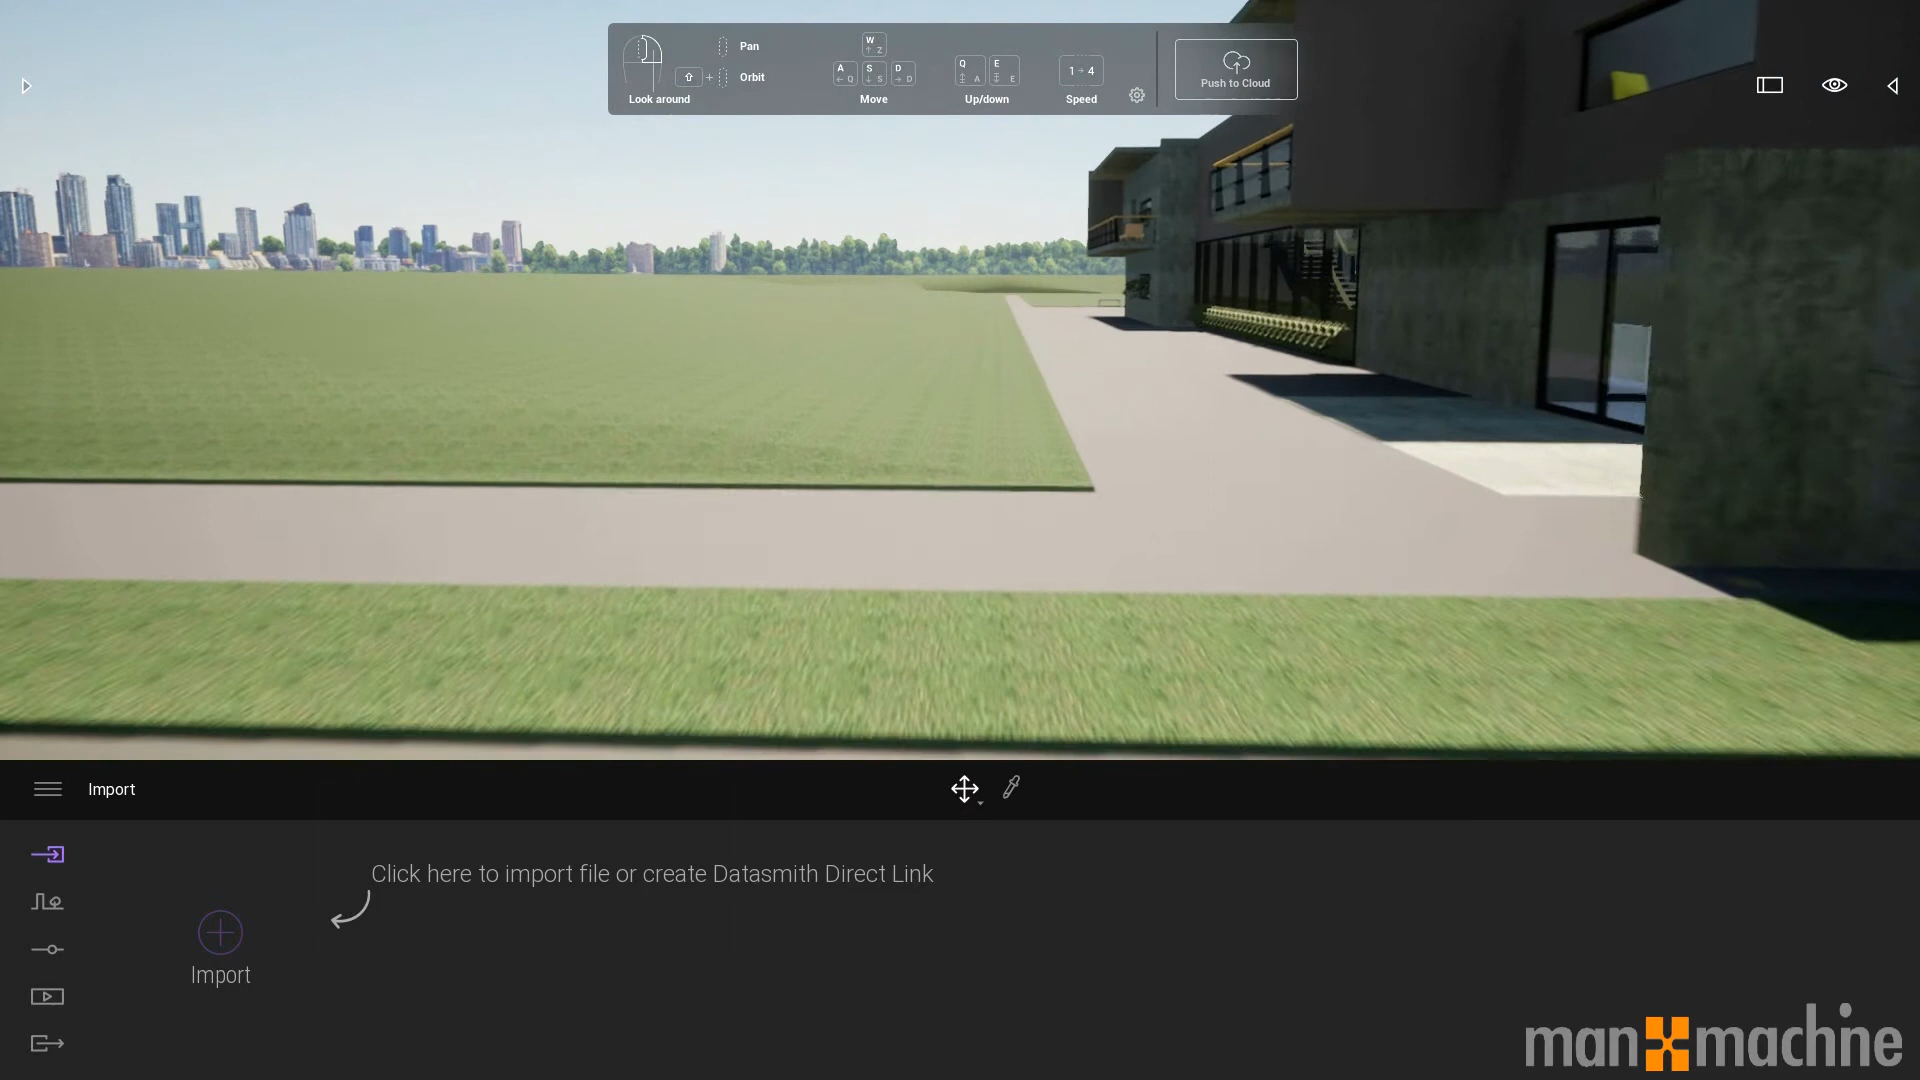 Pan
Orbit
Look around
W
Z
A
Q
S
S
D
D
Move
Q
A
E
E
Up/down
1 4
Speed
Push to Cloud
Import
Click here to import file or create Datasmith Direct Link
Import
man machine